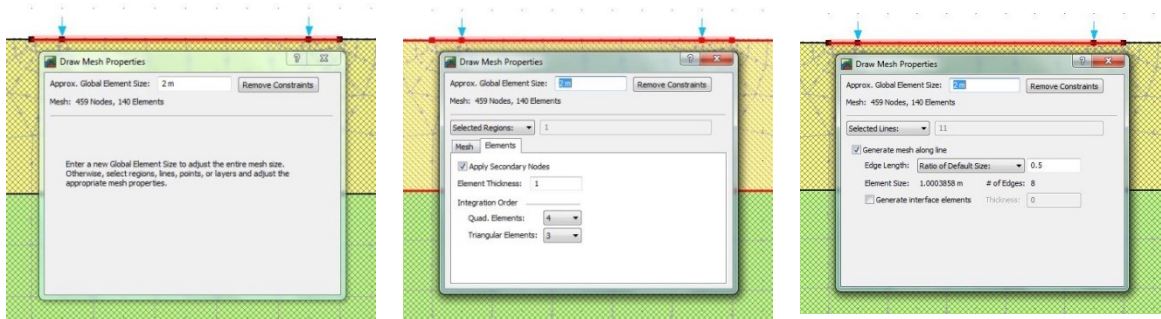 Draw Mesh Properties
Approx. Global Element Size: 2 m Remove Constraints
Mesh: 459 Nodes, 140 Elements
Enter a new Global Element Size to adjust the entire mesh size.
Otherwise, select regions, lines, points, or layers and adjust the
appropriate mesh properties.
Draw Mesh Properties
Approx. Global Element Size: 2 m Remove Constraints
Mesh: 459 Nodes, 140 Elements
Selected Regions: 1
Mesh Elements
Apply Secondary Nodes
Element Thickness: 1
Integration Order
Quad. Elements: 4
Triangular Elements: 3
Draw Mesh Properties
Approx. Global Element Size: 2 m Remove Constraints
Mesh: 459 Nodes, 140 Elements
Selected Lines: 11
Generate mesh along line
Edge Length: Ratio of Default Size: 0.5
Element Size: 1.0003858 m # of Edges: 8
Generate interface elements Thickness: 0